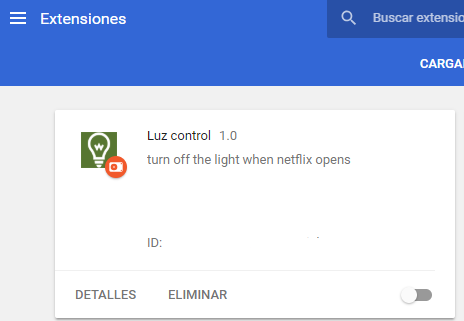 Extensiones
Buscar extensio
CARGA
Luz control 1.0
turn off the light when netflix opens
ID:
DETALLES
ELIMINAR